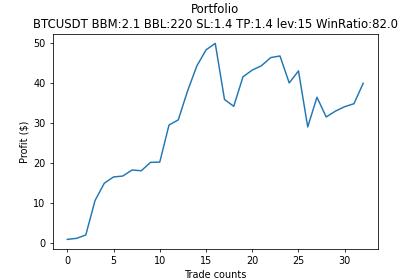 Portfolio
BTCUSDT BBM:2.1 BBL:220 SL:1.4 TP:1.4 lev:15 WinRatio:82.0
50
40
30
20
10
0
Profit ($)
0 5 10 15 20 25 30
Trade counts